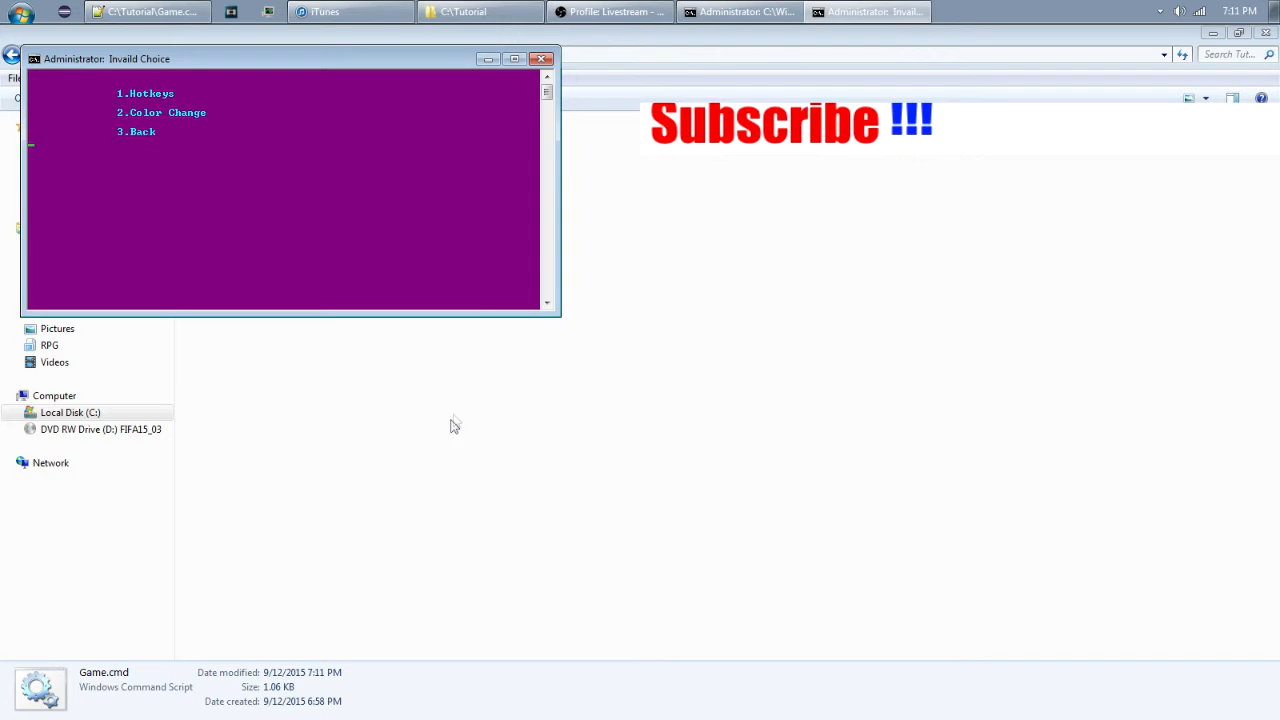 C:\Tutorial\Game.c...
iTunes
C:\Tutorial
Profile: Livestream - ...
Administrator: C:\Wi...
Administrator: Invail...
7:11 PM
Search Tut...
Administrator: Invaild Choice
1.Hotkeys
2.Color Change
3.Back
Subscribe !!!
Pictures
RPG
Videos
Computer
Local Disk (C:)
DVD RW Drive (D:) FIFA15_03
Network
Game.cmd
Date modified: 9/12/2015 7:11 PM
Windows Command Script
Size: 1.06 KB
Date created: 9/12/2015 6:58 PM